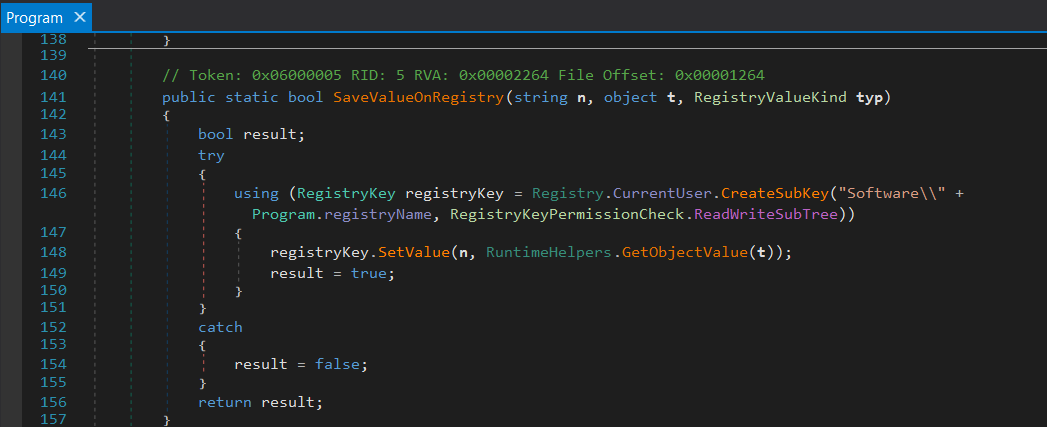 Program ×
138 }
139
140 // Token: 0x06000005 RID: 5 RVA: 0x00002264 File Offset: 0x00001264
141 public static bool SaveValueOnRegistry(string n, object t, RegistryValueKind typ)
142 {
143 bool result;
144 try
145 {
146 using (RegistryKey registryKey = Registry.CurrentUser.CreateSubKey("Software\\" +
Program.registryName, RegistryKeyPermissionCheck.ReadWriteSubTree))
147 {
148 registryKey.SetValue(n, RuntimeHelpers.GetObjectValue(t));
149 result = true;
150 }
151 }
152 catch
153 {
154 result = false;
155 }
156 return result;
157 }